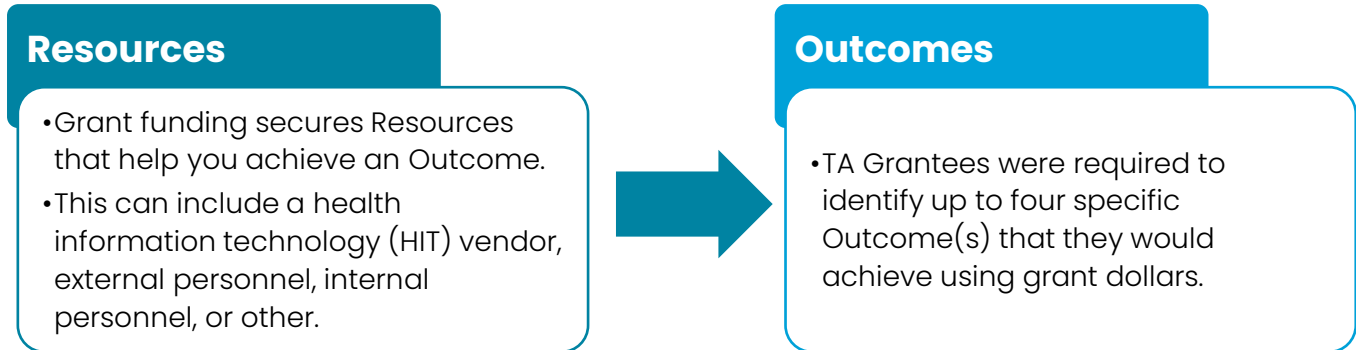 Resources
•Grant funding secures Resources
that help you achieve an Outcome.
•This can include a health
information technology (HIT) vendor,
external personnel, internal
personnel, or other.
Outcomes
•TA Grantees were required to
identify up to four specific
Outcome(s) that they would
achieve using grant dollars.